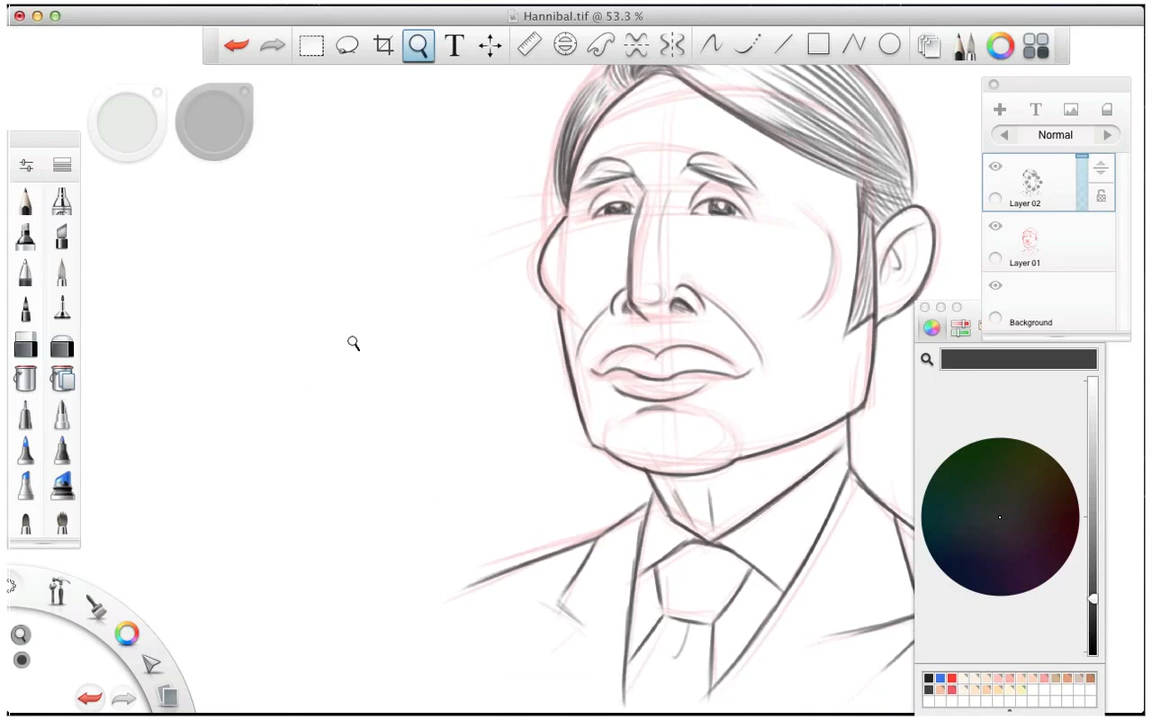 Hannibal.tif @ 53.3 %
T
T
Normal
Layer 02
Layer 01
Background